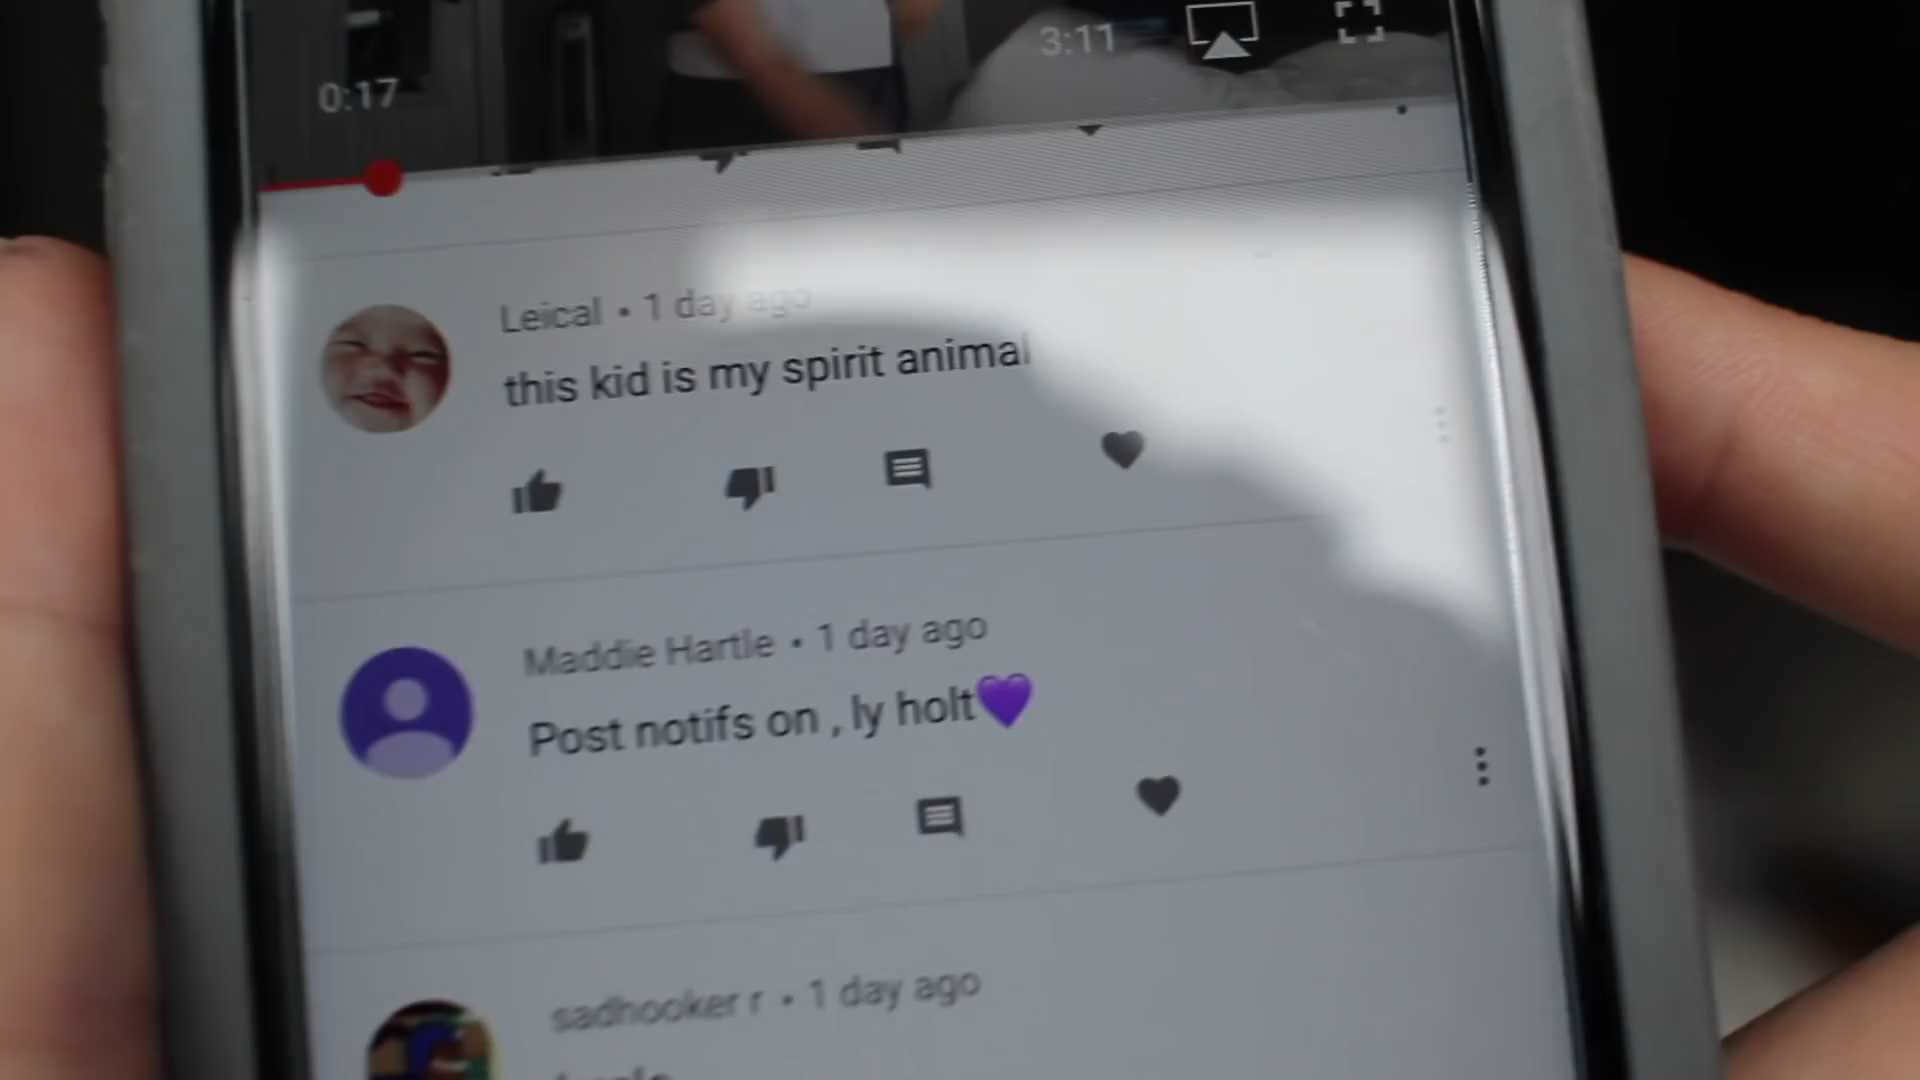 3:11
0:17
Leical • 1 day ago
this kid is my spirit animal
Maddie Hartle • 1 day ago
Post notifs on , ly holt💜
sadhooker r • 1 day ago